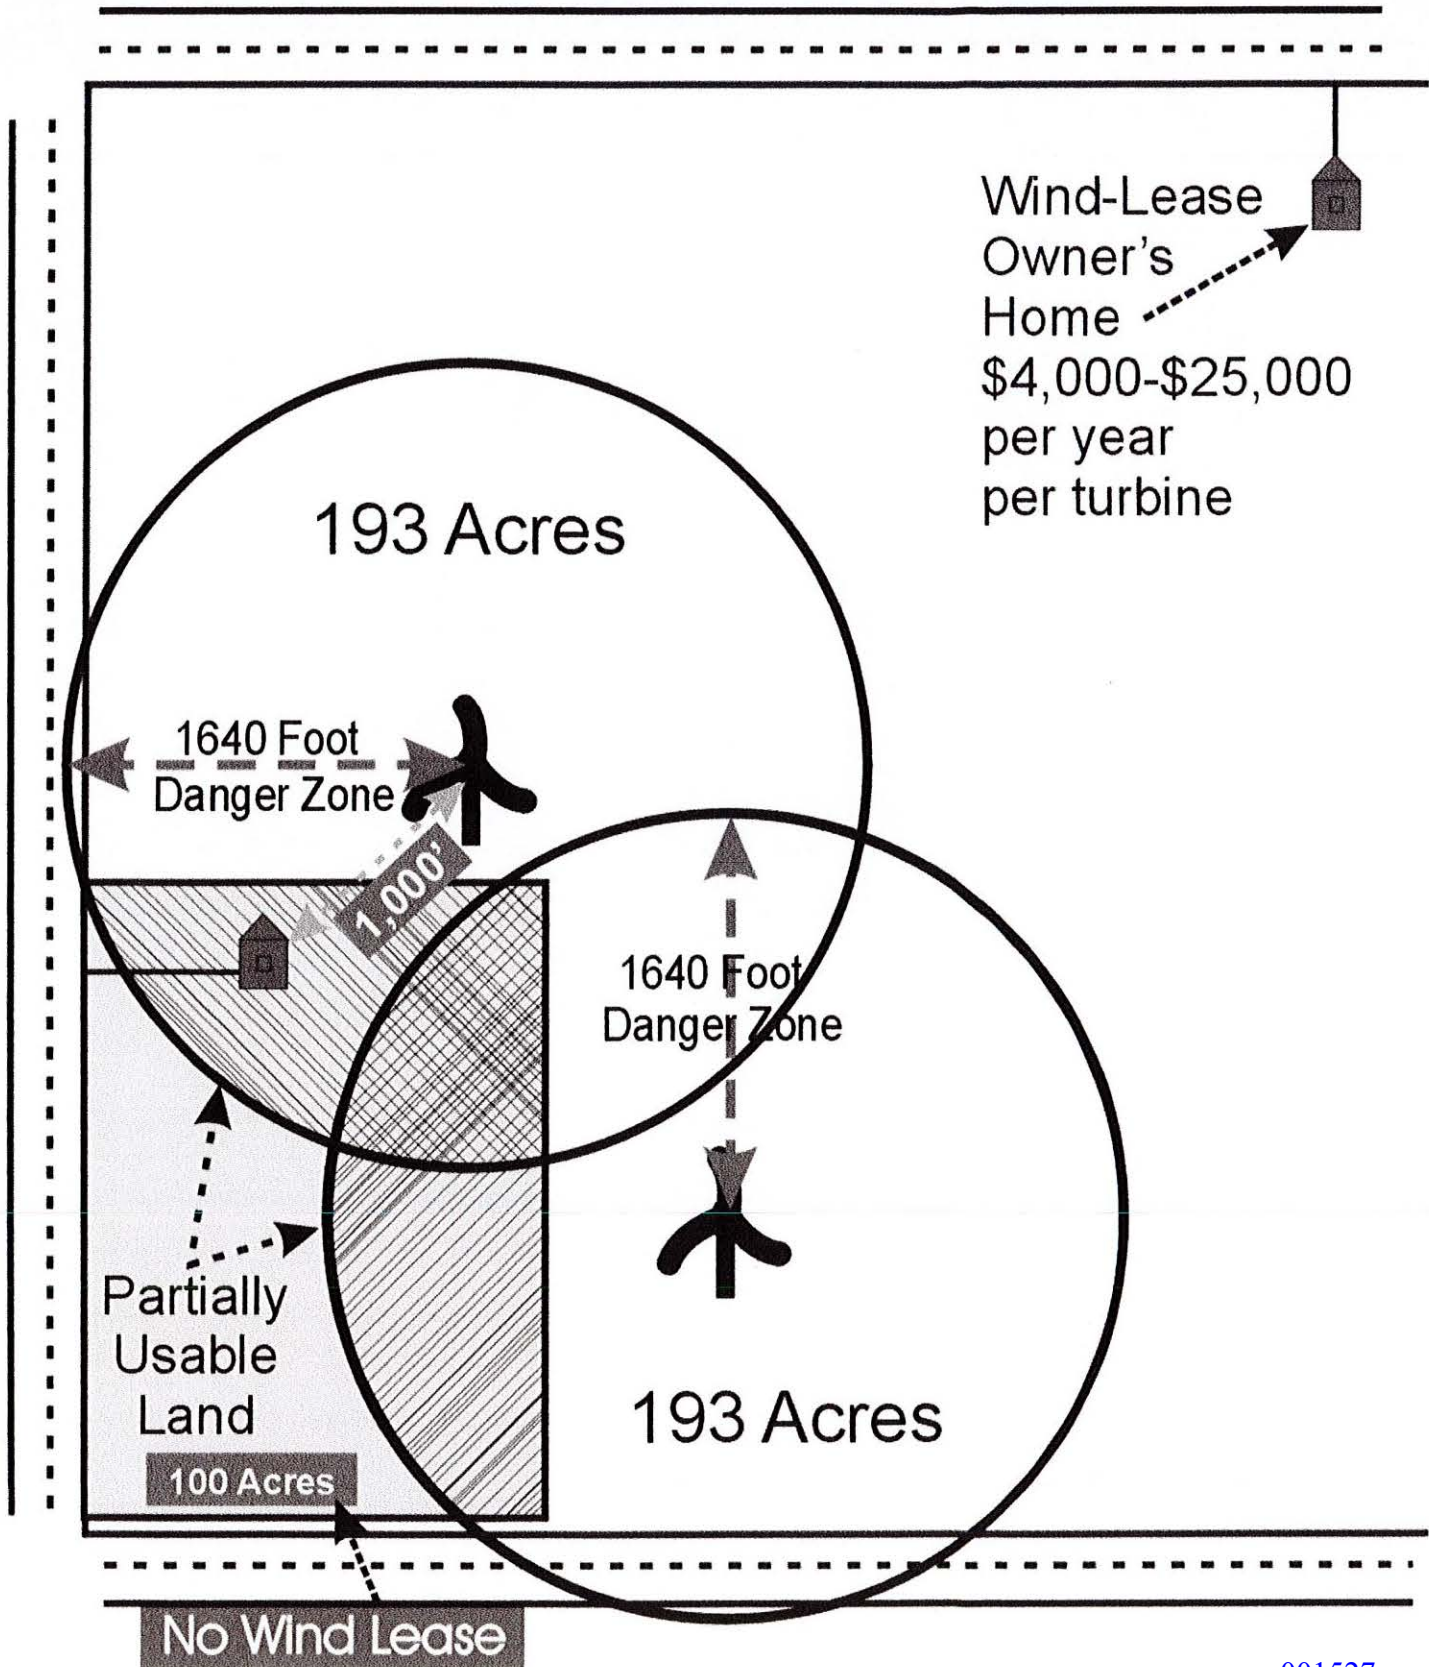 Wind-Lease
Owner's
Home
$4,000-$25,000
per year
per turbine
193 Acres
1640 Foot
Danger Zone
1,000'
1640 Foot
Danger Zone
Partially
Usable
Land
100 Acres
193 Acres
No Wind Lease